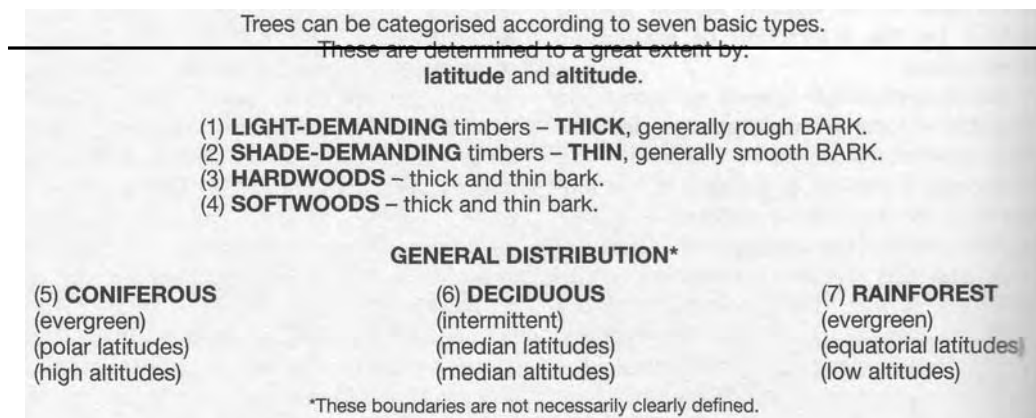 Trees can be categorised according to seven basic types.
These are determined to a great extent by:
latitude and altitude.
(1) LIGHT-DEMANDING timbers – THICK, generally rough BARK.
(2) SHADE-DEMANDING timbers – THIN, generally smooth BARK.
(3) HARDWOODS – thick and thin bark.
(4) SOFTWOODS – thick and thin bark.
GENERAL DISTRIBUTION*
(5) CONIFEROUS
(evergreen)
(polar latitudes)
(high altitudes)
(6) DECIDUOUS
(intermittent)
(median latitudes)
(median altitudes)
(7) RAINFOREST
(evergreen)
(equatorial latitudes)
(low altitudes)
*These boundaries are not necessarily clearly defined.